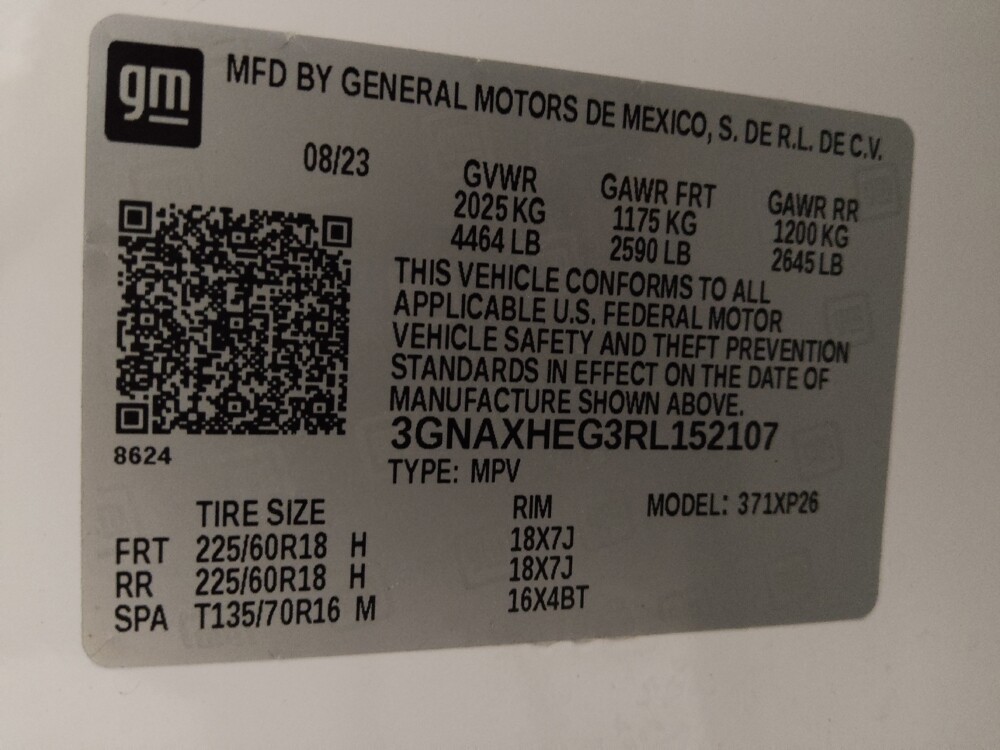 gm
MFD BY GENERAL MOTORS DE MEXICO, S. DE R.L. DE C.V.
08/23
GVWR GAWR FRT GAWR RR
2025 KG 1175 KG 1200 KG
4464 LB 2590 LB 2645 LB
THIS VEHICLE CONFORMS TO ALL
APPLICABLE U.S. FEDERAL MOTOR
VEHICLE SAFETY AND THEFT PREVENTION
STANDARDS IN EFFECT ON THE DATE OF
MANUFACTURE SHOWN ABOVE.
3GNAXHEG3RL152107
8624
TYPE: MPV
MODEL: 371XP26
TIRE SIZE RIM
FRT 225/60R18 H 18X7J
RR 225/60R18 H 18X7J
SPA T135/70R16 M 16X4BT